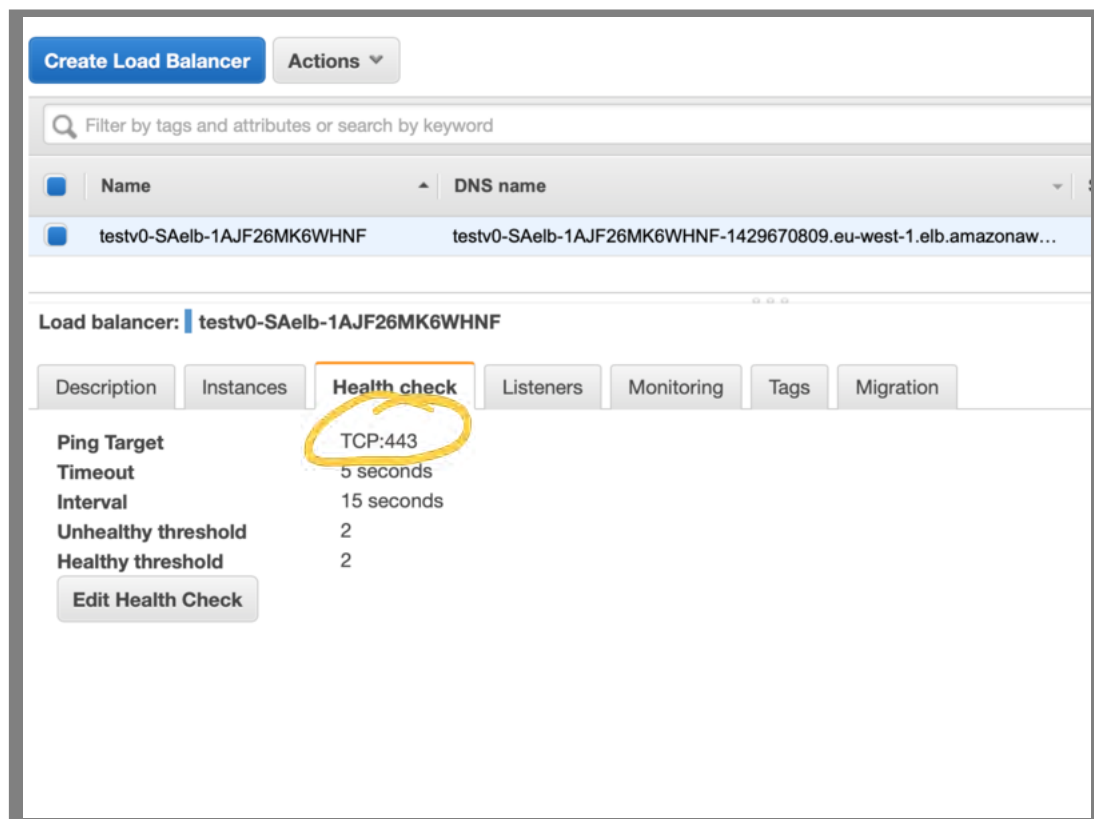 Create Load Balancer Actions
Filter by tags and attributes or search by keyword
Name DNS name
testv0-SAelb-1AJF26MK6WHNF testv0-SAelb-1AJF26MK6WHNF-1429670809.eu-west-1.elb.amazonaw…
Load balancer: testv0-SAelb-1AJF26MK6WHNF
Description Instances Health check Listeners Monitoring Tags Migration
Ping Target TCP:443
Timeout 5 seconds
Interval 15 seconds
Unhealthy threshold 2
Healthy threshold 2
Edit Health Check